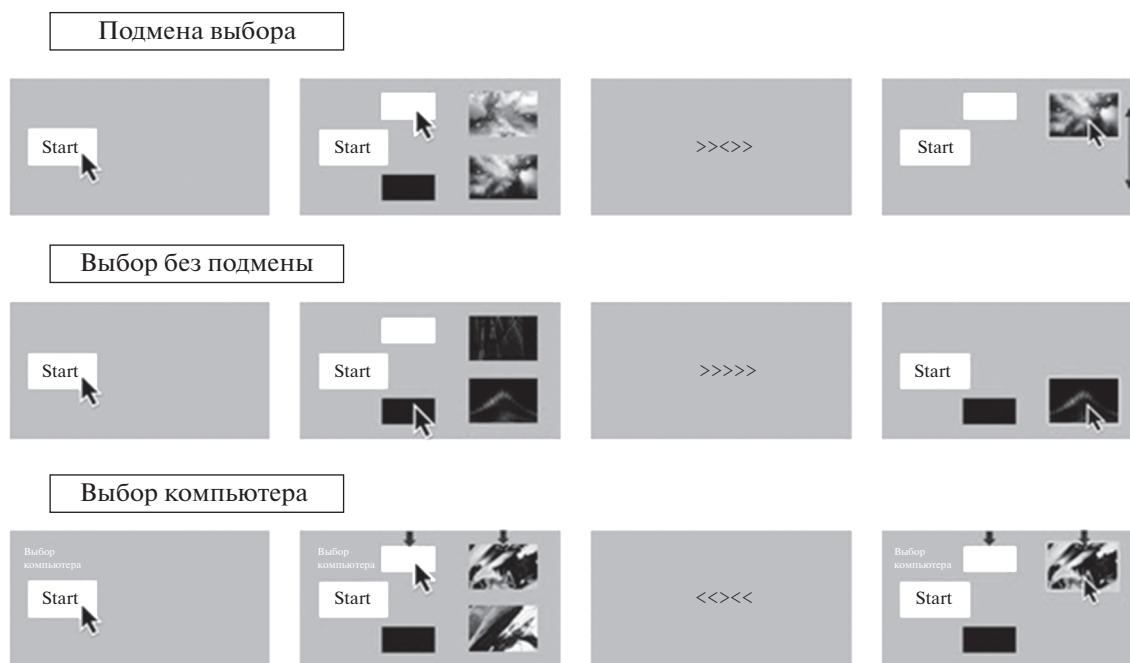 Подмена выбора
Start
Start
>><>>
Start
Выбор без подмены
Start
Start
>>>>>
Start
Выбор компьютера
Выбор
компьютера
Start
Выбор
компьютера
Start
<<><<
Выбор
компьютера
Start